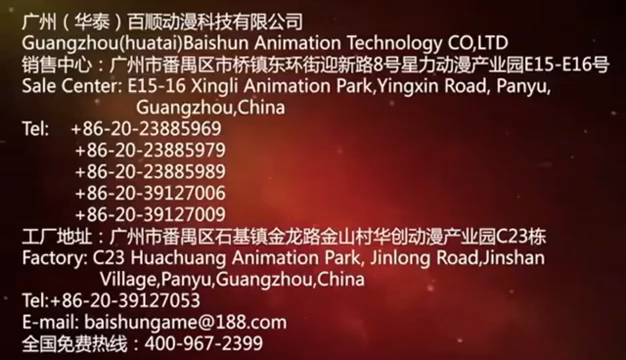 广州（华泰）百顺动漫科技有限公司
Guangzhou(huatai)Baishun Animation Technology CO,LTD
销售中心：广州市番禺区市桥镇东环街迎新路8号星力动漫产业园E15-E16号
Sale Center: E15-16 Xingli Animation Park,Yingxin Road, Panyu,
Guangzhou,China
Tel: +86-20-23885969
+86-20-23885979
+86-20-23885989
+86-20-39127006
+86-20-39127009
工厂地址：广州市番禺区石基镇金龙路金山村华创动漫产业园C23栋
Factory: C23 Huachuang Animation Park, Jinlong Road,Jinshan
Village,Panyu,Guangzhou,China
Tel:+86-20-39127053
E-mail: baishungame@188.com
全国免费热线：400-967-2399